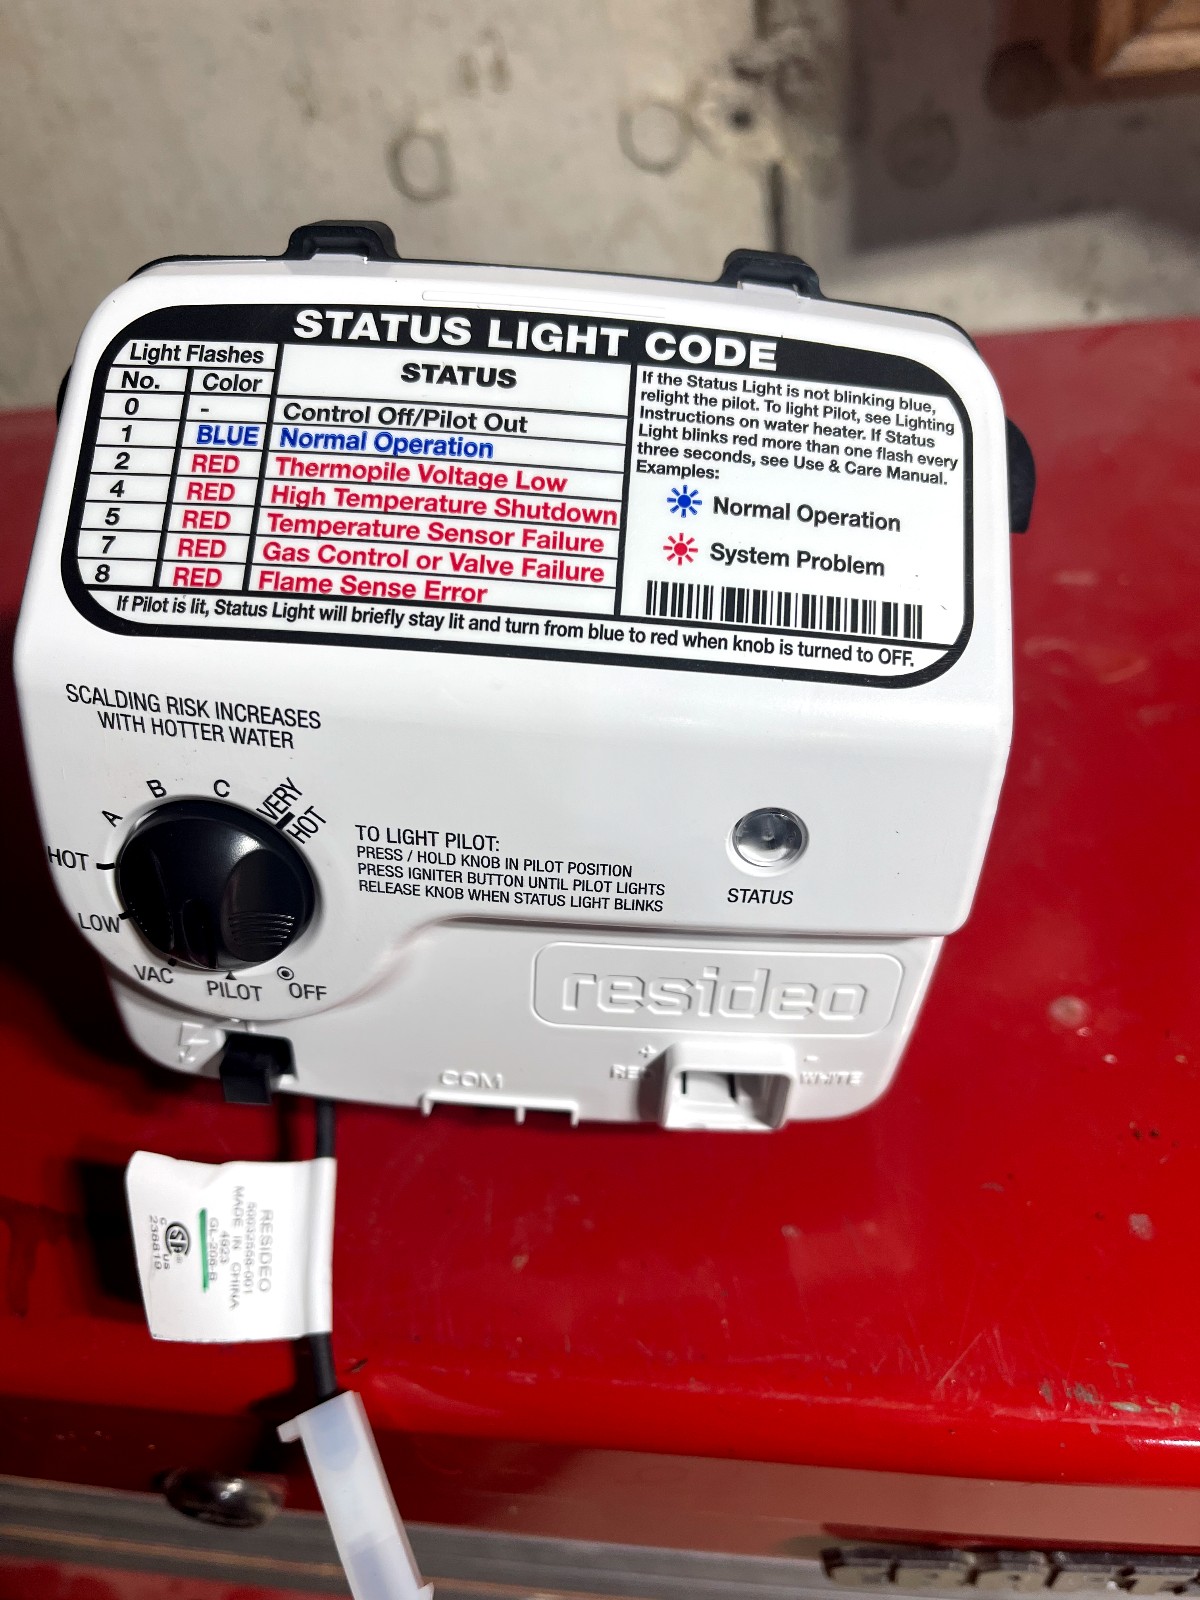 STATUS LIGHT CODE
Light Flashes
No. Color
STATUS
0 - Control Off/Pilot Out
1 BLUE Normal Operation
2 RED Thermopile Voltage Low
4 RED High Temperature Shutdown
5 RED Temperature Sensor Failure
7 RED Gas Control or Valve Failure
8 RED Flame Sense Error
If the Status Light is not blinking blue,
relight the pilot. To light Pilot, see Lighting
Instructions on water heater. If Status
Light blinks red more than one flash every
three seconds, see Use & Care Manual.
Examples:
Normal Operation
System Problem
If Pilot is lit, Status Light will briefly stay lit and turn from blue to red when knob is turned to OFF.
SCALDING RISK INCREASES
WITH HOTTER WATER
VERY
HOT
C
B
A
HOT
LOW
VAC
PILOT
OFF
TO LIGHT PILOT:
PRESS / HOLD KNOB IN PILOT POSITION
PRESS IGNITER BUTTON UNTIL PILOT LIGHTS
RELEASE KNOB WHEN STATUS LIGHT BLINKS
STATUS
resideo
COM
+
RED
-
WHITE
RESIDEO
MADE IN CHINA
4923
GL-206-B
C US
238810